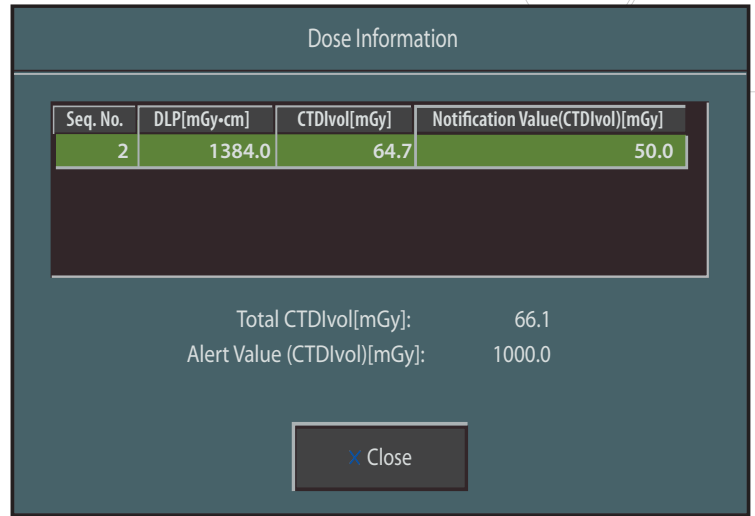 Dose Information
Seq. No. DLP[mGy•cm] CTDIvol[mGy] Notification Value(CTDIvol)[mGy]
2 1384.0 64.7 50.0
Total CTDIvol[mGy]: 66.1
Alert Value (CTDIvol)[mGy]: 1000.0
× Close